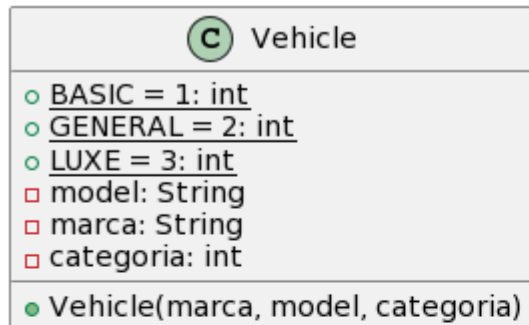 C Vehicle
BASIC = 1: int
GENERAL = 2: int
LUXE = 3: int
model: String
marca: String
categoria: int
Vehicle(marca, model, categoria)